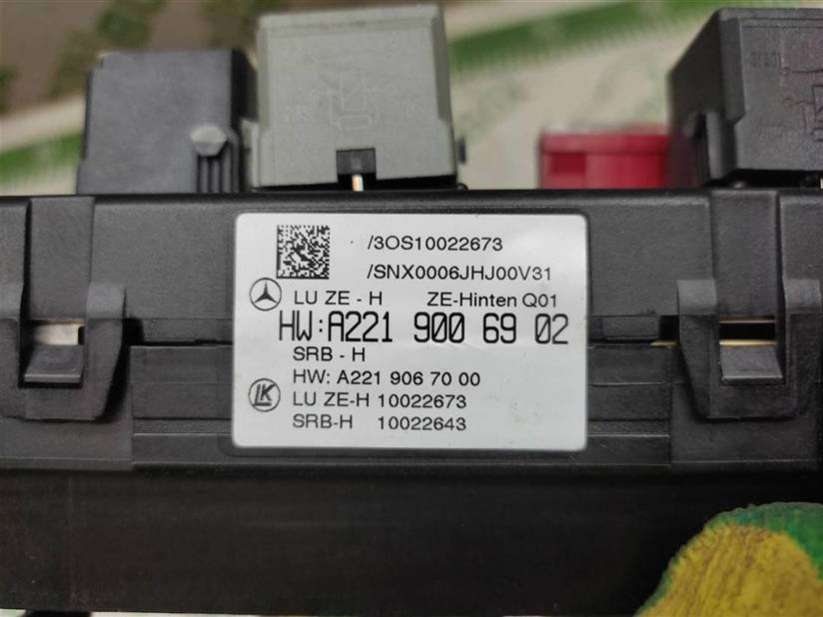 /3OS10022673
/SNX0006JHJ00V31
LU ZE - H ZE-Hinten Q01
HW:A221 900 69 02
SRB - H
HW: A221 906 70 00
LK
LU ZE-H 10022673
SRB-H 10022643